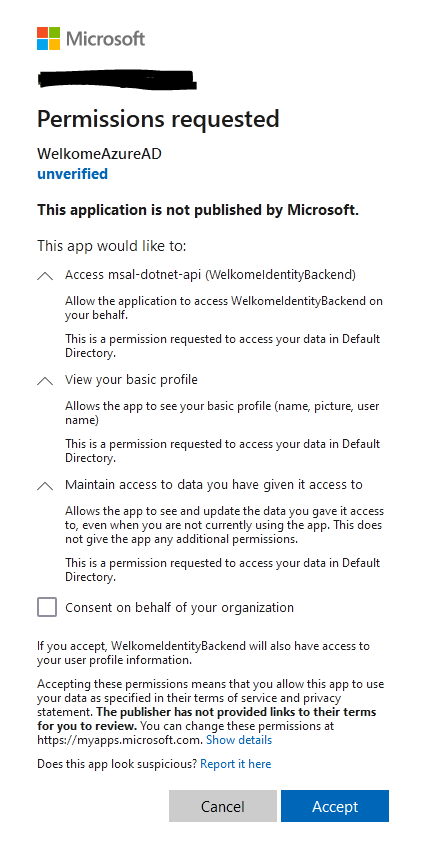 Microsoft
Permissions requested
WelkomeAzureAD
unverified
This application is not published by Microsoft.
This app would like to:
Access msal-dotnet-api (WelkomeIdentityBackend)
Allow the application to access WelkomeIdentityBackend on
your behalf.
This is a permission requested to access your data in Default
Directory.
View your basic profile
Allows the app to see your basic profile (name, picture, user
name)
This is a permission requested to access your data in Default
Directory.
Maintain access to data you have given it access to
Allows the app to see and update the data you gave it access
to, even when you are not currently using the app. This does
not give the app any additional permissions.
This is a permission requested to access your data in Default
Directory.
Consent on behalf of your organization
If you accept, WelkomeIdentityBackend will also have access to
your user profile information.
Accepting these permissions means that you allow this app to use
your data as specified in their terms of service and privacy
statement. The publisher has not provided links to their terms
for you to review. You can change these permissions at
https://myapps.microsoft.com. Show details
Does this app look suspicious? Report it here
Cancel
Accept